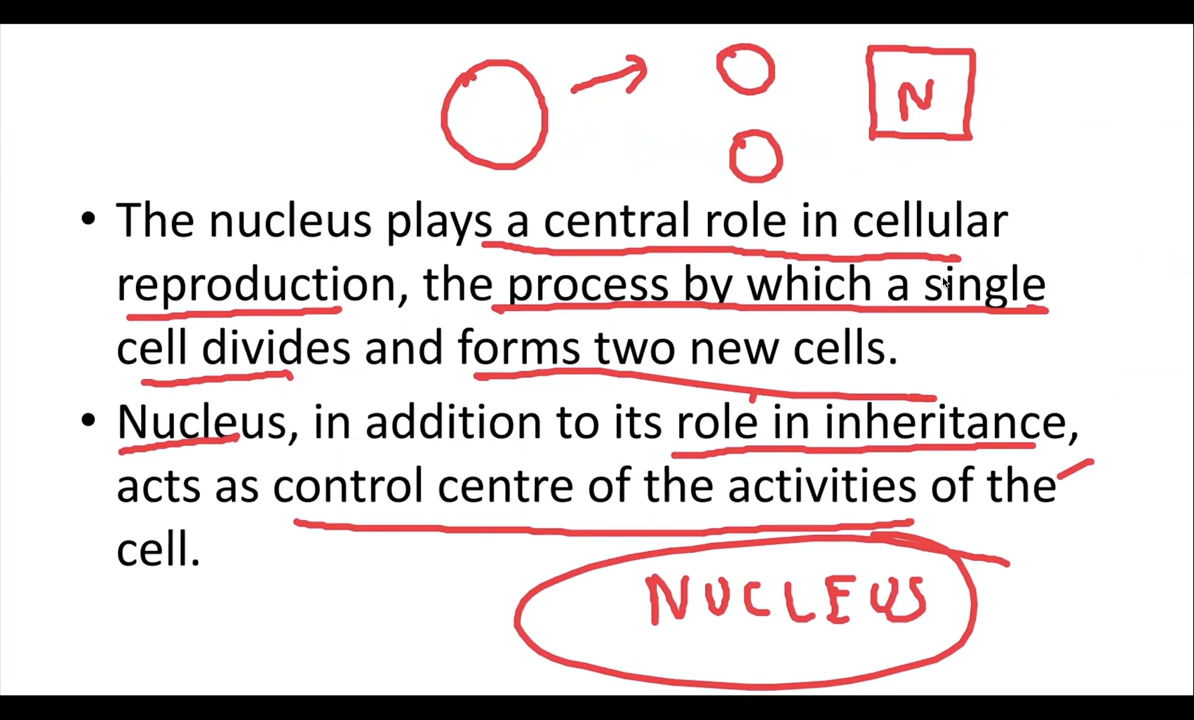 N
• The nucleus plays a central role in cellular
reproduction, the process by which a single
cell divides and forms two new cells.
• Nucleus, in addition to its role in inheritance,
acts as control centre of the activities of the
cell.
NUCLEUS